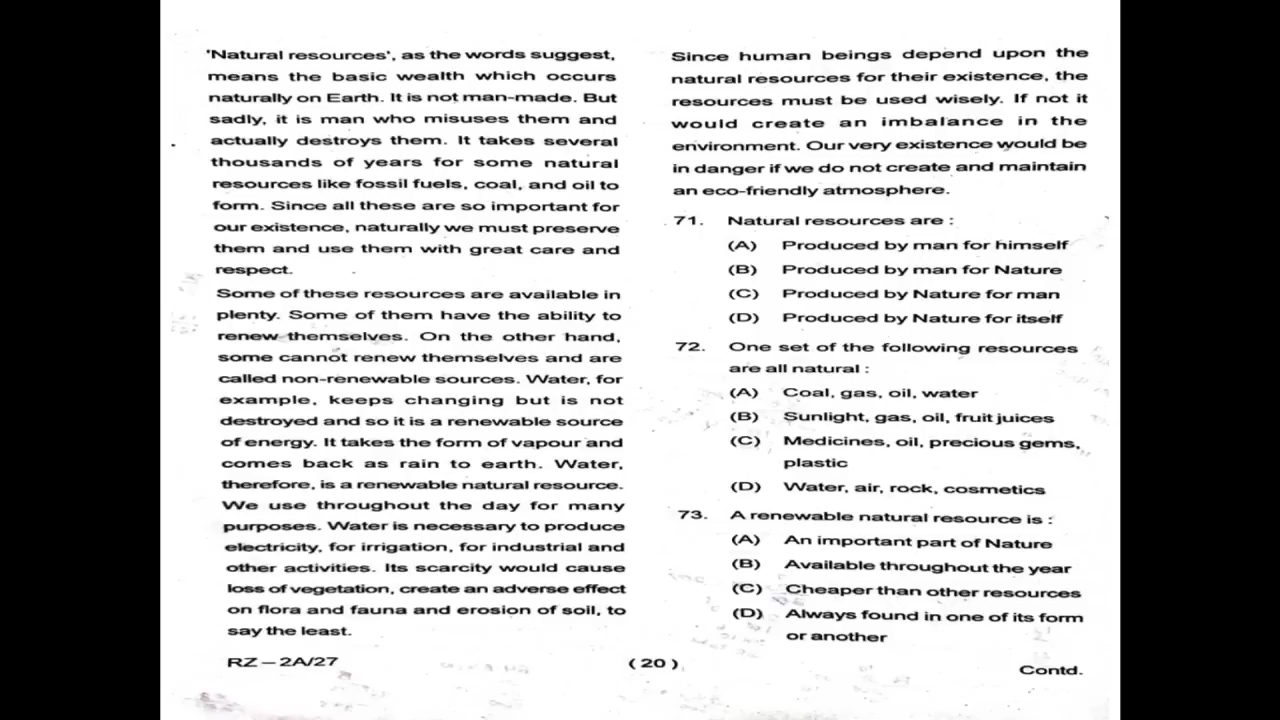 'Natural resources', as the words suggest,
means the basic wealth which occurs
naturally on Earth. It is not man-made. But
sadly, it is man who misuses them and
actually destroys them. It takes several
thousands of years for some natural
resources like fossil fuels, coal, and oil to
form. Since all these are so important for
our existence, naturally we must preserve
them and use them with great care and
respect.
Some of these resources are available in
plenty. Some of them have the ability to
renew themselves. On the other hand,
some cannot renew themselves and are
called non-renewable sources. Water, for
example, keeps changing but is not
destroyed and so it is a renewable source
of energy. It takes the form of vapour and
comes back as rain to earth. Water,
therefore, is a renewable natural resource.
We use throughout the day for many
purposes. Water is necessary to produce
electricity, for irrigation, for industrial and
other activities. Its scarcity would cause
loss of vegetation, create an adverse effect
on flora and fauna and erosion of soil, to
say the least.
Since human beings depend upon the
natural resources for their existence, the
resources must be used wisely. If not it
would create an imbalance in the
environment. Our very existence would be
in danger if we do not create and maintain
an eco-friendly atmosphere.
71. Natural resources are :
(A) Produced by man for himself
(B) Produced by man for Nature
(C) Produced by Nature for man
(D) Produced by Nature for itself
72. One set of the following resources
are all natural :
(A) Coal, gas, oil, water
(B) Sunlight, gas, oil, fruit juices
(C) Medicines, oil, precious gems,
plastic
(D) Water, air, rock, cosmetics
73. A renewable natural resource is :
(A) An important part of Nature
(B) Available throughout the year
(C) Cheaper than other resources
(D) Always found in one of its form
or another
RZ – 2A/27
( 20 )
Contd.